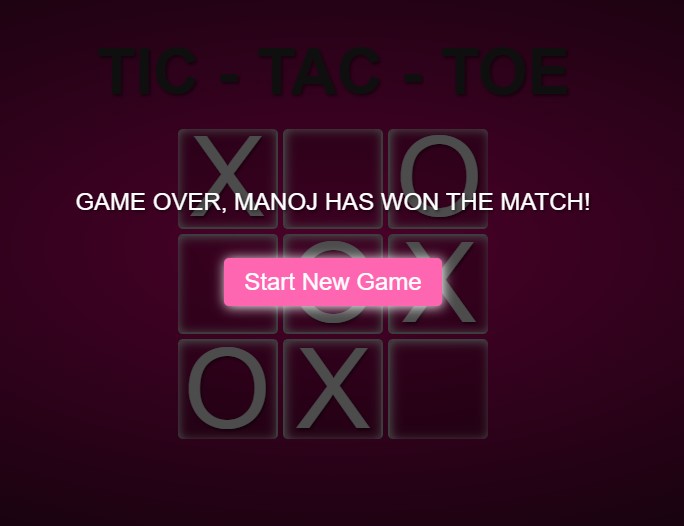 TIC - TAC - TOE
X O
GAME OVER, MANOJ HAS WON THE MATCH!
O X
Start New Game
O X